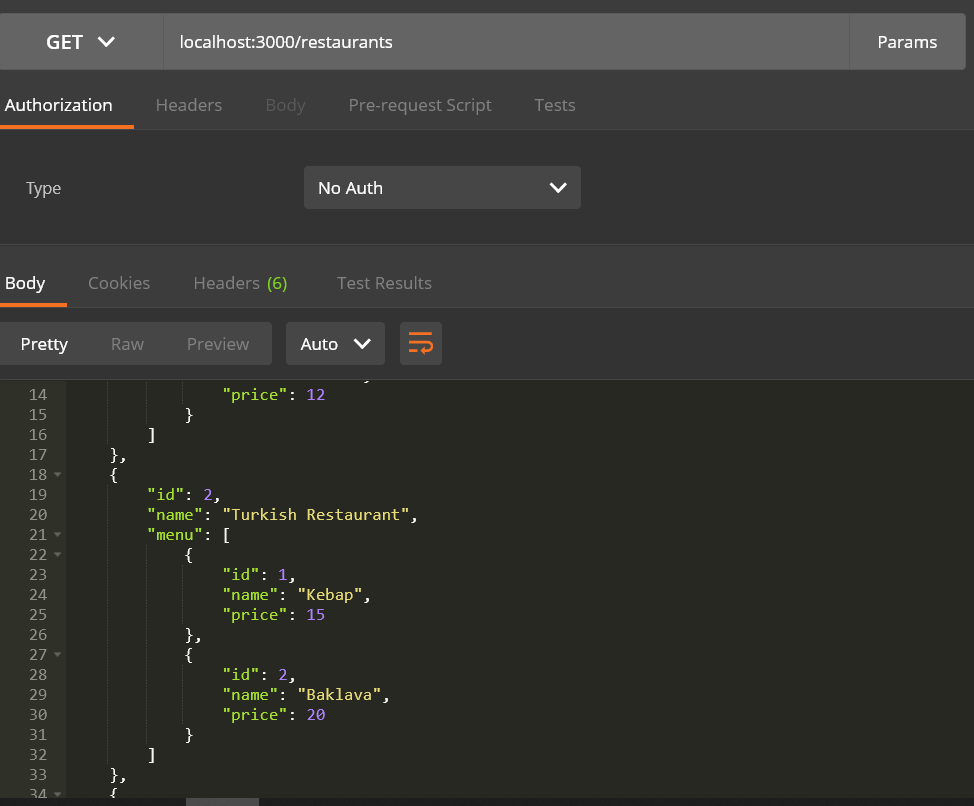 GET localhost:3000/restaurants Params
Authorization Headers Body Pre-request Script Tests
Type No Auth
Body Cookies Headers (6) Test Results
Pretty Raw Preview Auto
14 "price": 12
15 }
16 ]
17 },
18 {
19 "id": 2,
20 "name": "Turkish Restaurant",
21 "menu": [
22 {
23 "id": 1,
24 "name": "Kebap",
25 "price": 15
26 },
27 {
28 "id": 2,
29 "name": "Baklava",
30 "price": 20
31 }
32 ]
33 },
34 {